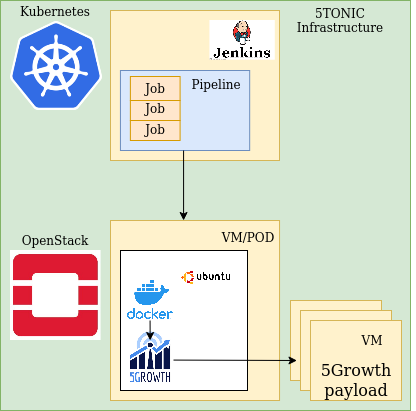 Kubernetes
5TONIC
Infrastructure
Jenkins
Pipeline
Job
Job
Job
OpenStack
VM/POD
ubuntu
docker
5GROWTH
VM
5Growth
payload